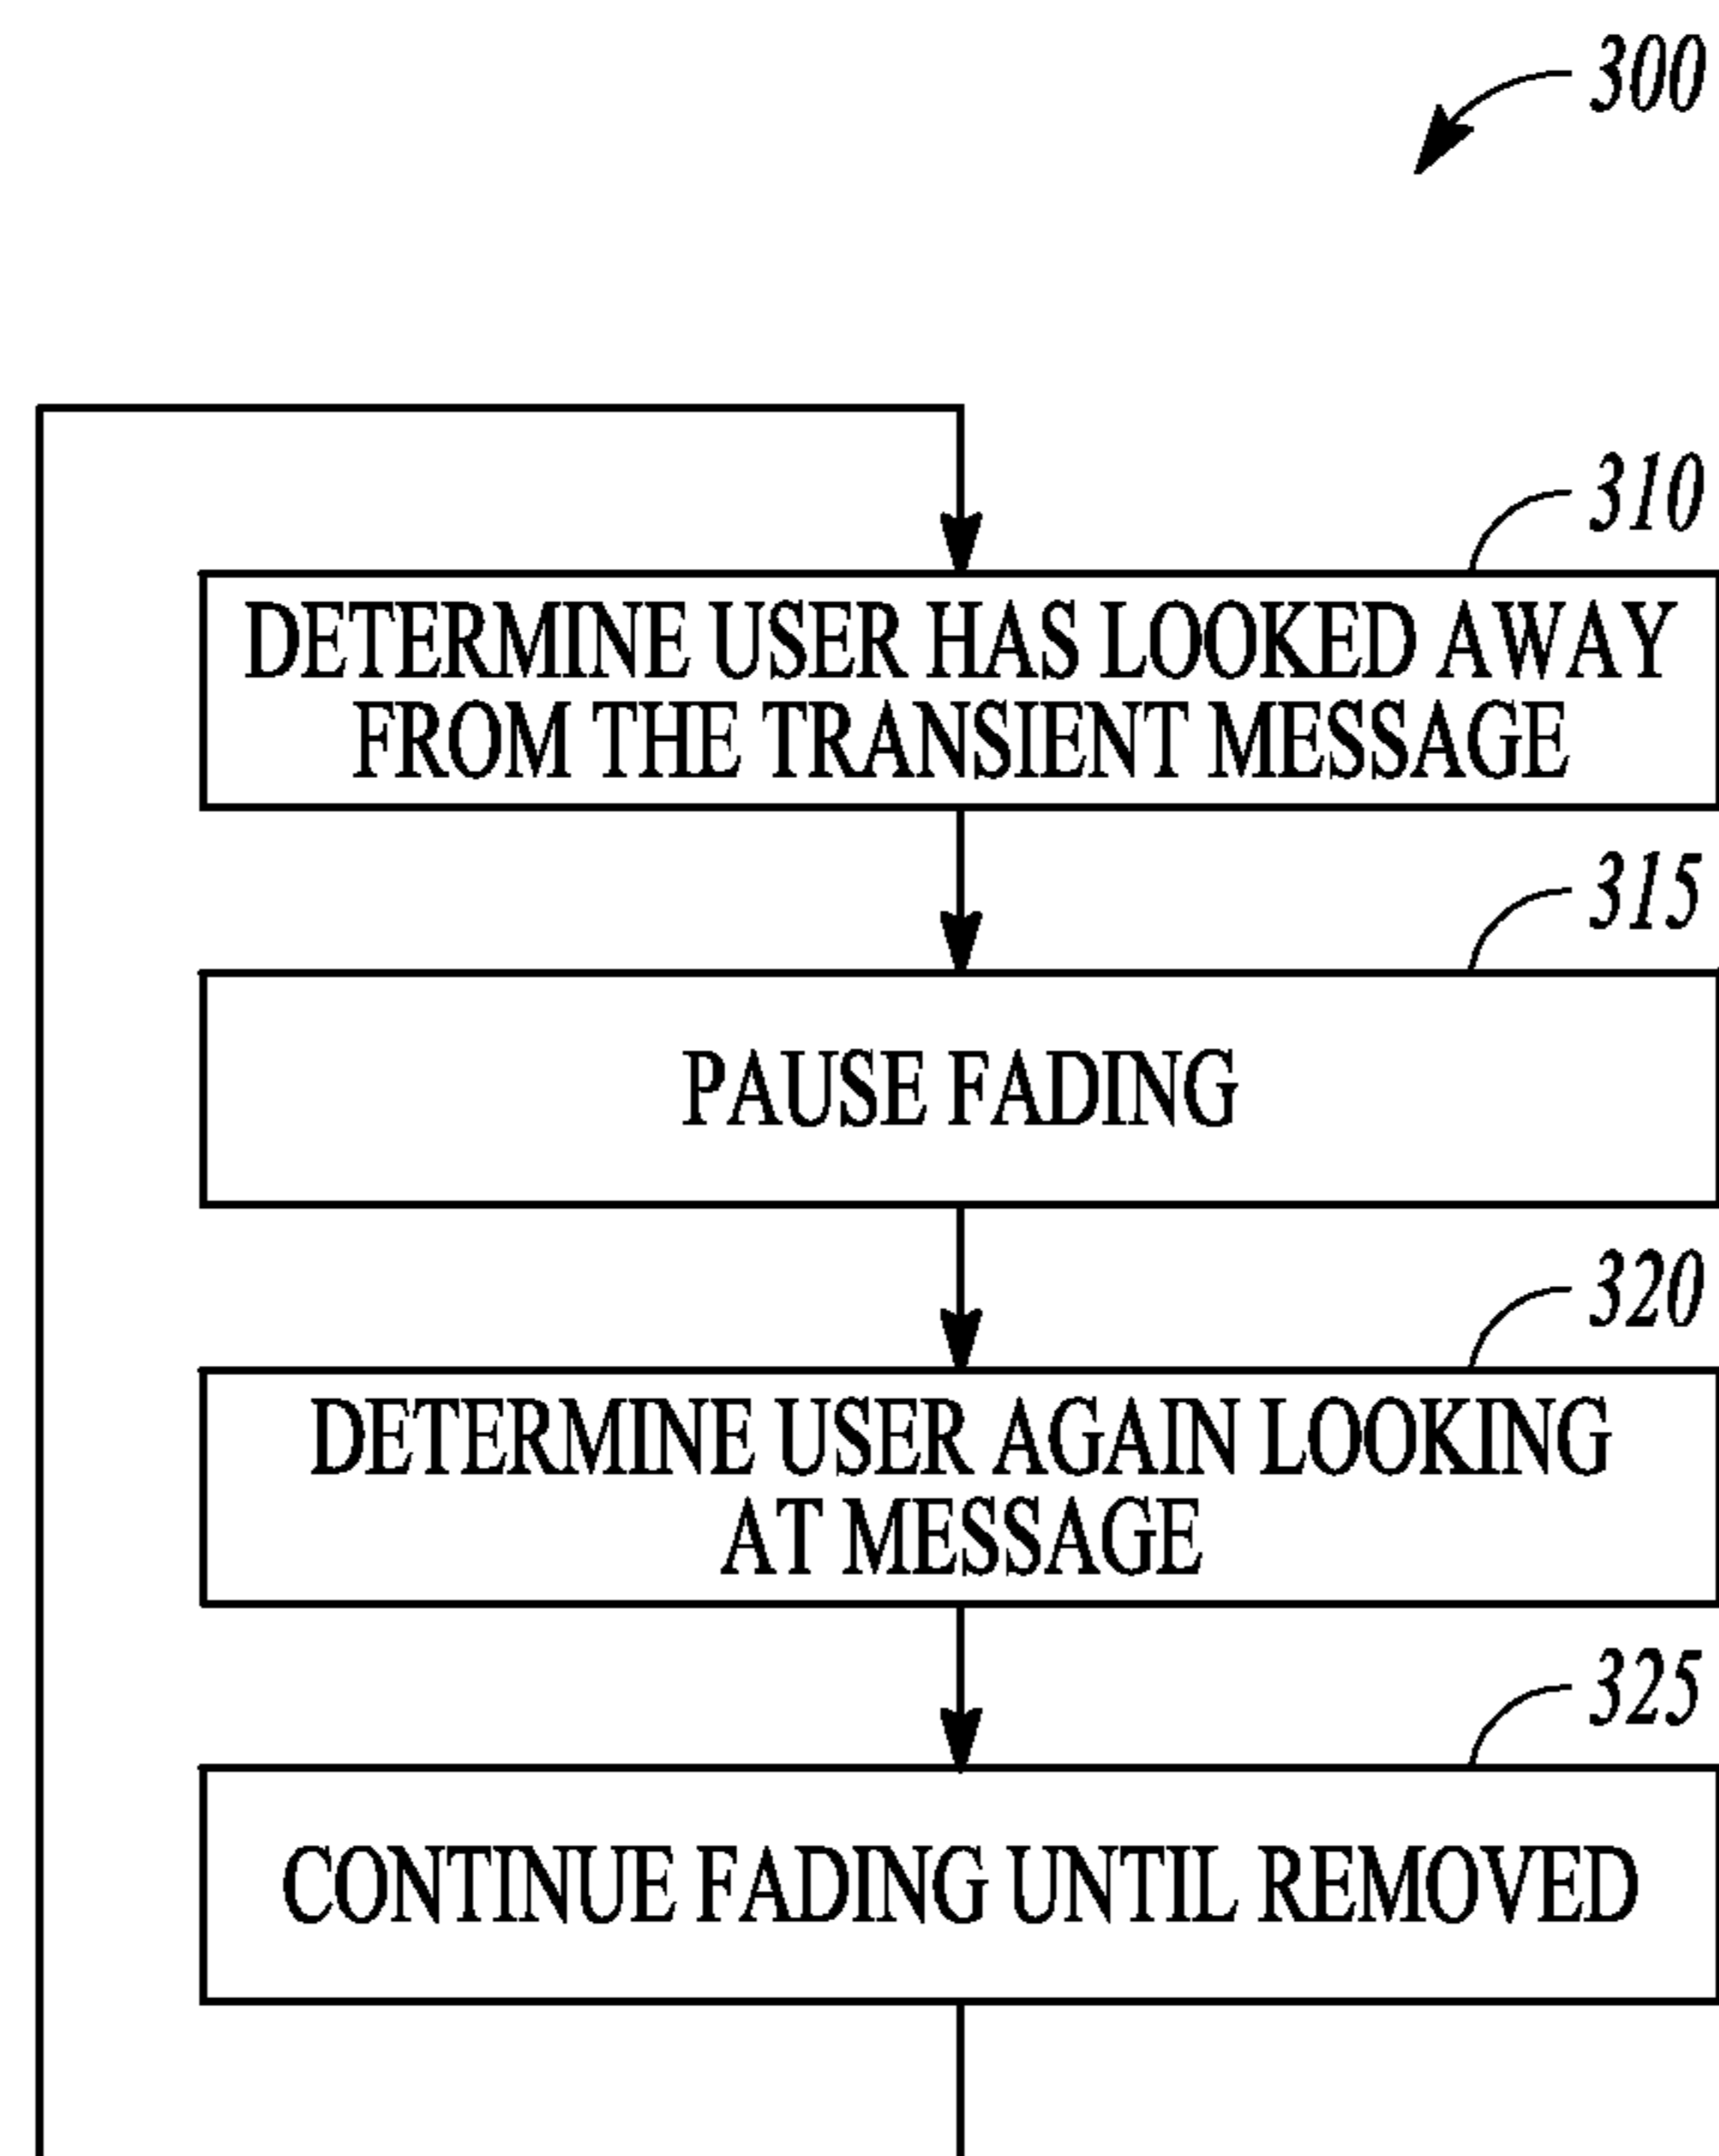 300
310
DETERMINE USER HAS LOOKED AWAY
FROM THE TRANSIENT MESSAGE
315
PAUSE FADING
320
DETERMINE USER AGAIN LOOKING
AT MESSAGE
325
CONTINUE FADING UNTIL REMOVED